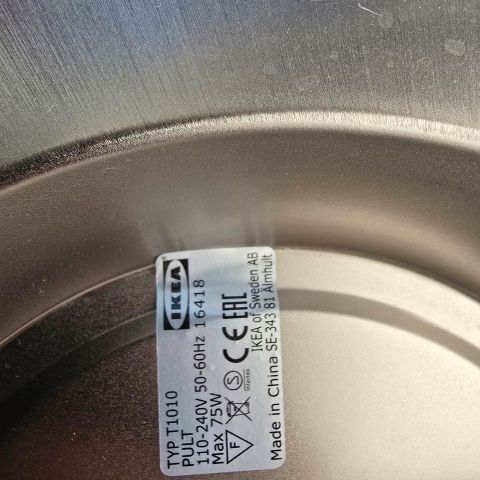 IKEA
TYP T1010
PULT
110-240V 50-60Hz 16418
Max 75W
F
S
Intertek
CE EAC
IKEA of Sweden AB
Made in China SE-343 81 Älmhult